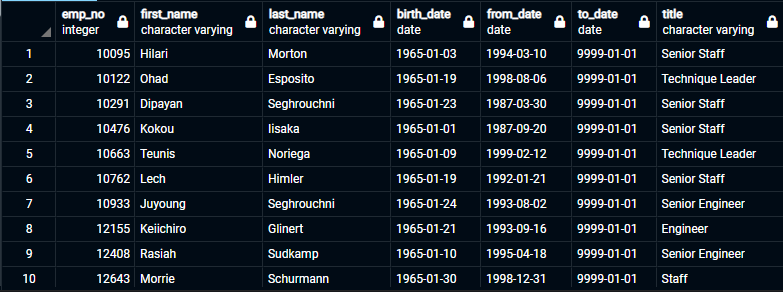 emp_no first_name last_name birth_date from_date to_date title
integer character varying character varying date date date character varying
1 10095 Hilari Morton 1965-01-03 1994-03-10 9999-01-01 Senior Staff
2 10122 Ohad Esposito 1965-01-19 1998-08-06 9999-01-01 Technique Leader
3 10291 Dipayan Seghrouchni 1965-01-23 1987-03-30 9999-01-01 Senior Staff
4 10476 Kokou Iisaka 1965-01-01 1987-09-20 9999-01-01 Senior Staff
5 10663 Teunis Noriega 1965-01-09 1999-02-12 9999-01-01 Technique Leader
6 10762 Lech Himler 1965-01-19 1992-01-21 9999-01-01 Senior Staff
7 10933 Juyoung Seghrouchni 1965-01-24 1993-08-02 9999-01-01 Senior Engineer
8 12155 Keiichiro Glinert 1965-01-21 1993-09-16 9999-01-01 Engineer
9 12408 Rasiah Sudkamp 1965-01-10 1995-04-18 9999-01-01 Senior Engineer
10 12643 Morrie Schurmann 1965-01-30 1998-12-31 9999-01-01 Staff